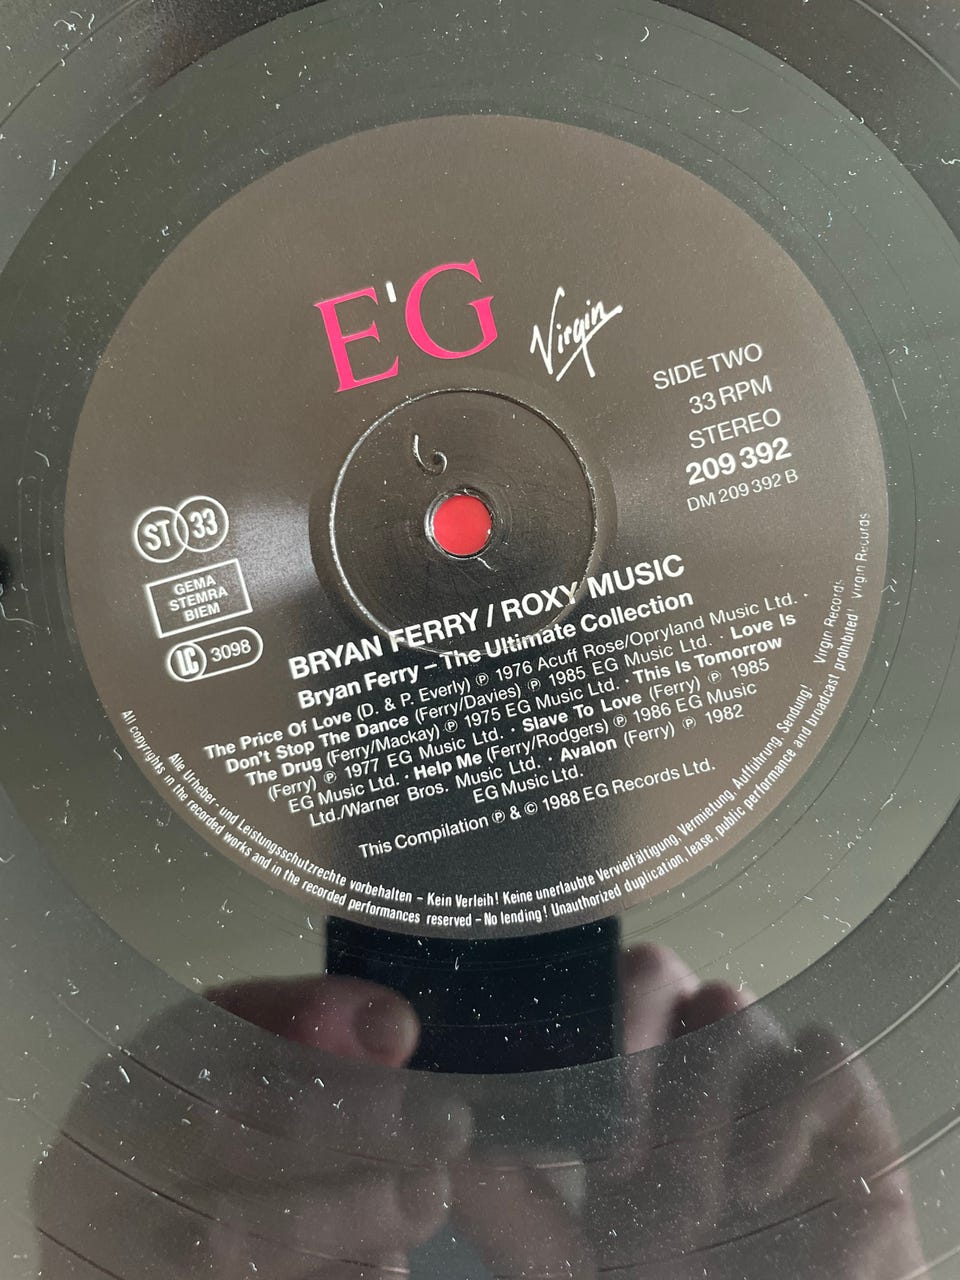 E'G
Virgin
SIDE TWO
33 RPM
STEREO
209 392
DM 209 392 B
ST 33
GEMA
STEMRA
BIEM
LC 3098
BRYAN FERRY / ROXY MUSIC
Bryan Ferry – The Ultimate Collection
The Price Of Love (D. & P. Everly) ℗ 1976 Acuff Rose/Opryland Music Ltd. ·
Don't Stop The Dance (Ferry/Davies) ℗ 1985 EG Music Ltd. · Love Is
The Drug (Ferry/Mackay) ℗ 1975 EG Music Ltd. · This Is Tomorrow
(Ferry) ℗ 1977 EG Music Ltd. · Slave To Love (Ferry) ℗ 1985
EG Music Ltd. · Help Me (Ferry/Rodgers) ℗ 1986 EG Music
Ltd./Warner Bros. Music Ltd. · Avalon (Ferry) ℗ 1982
EG Music Ltd.
This Compilation ℗ & © 1988 EG Records Ltd.
Alle Urheber- und Leistungsschutzrechte vorbehalten – Kein Verleih! Keine unerlaubte Vervielfältigung, Vermietung, Aufführung, Sendung! Virgin Records
All copyrights in the recorded works and in the recorded performances reserved – No lending! Unauthorized duplication, lease, public performance and broadcast prohibited! Virgin Records